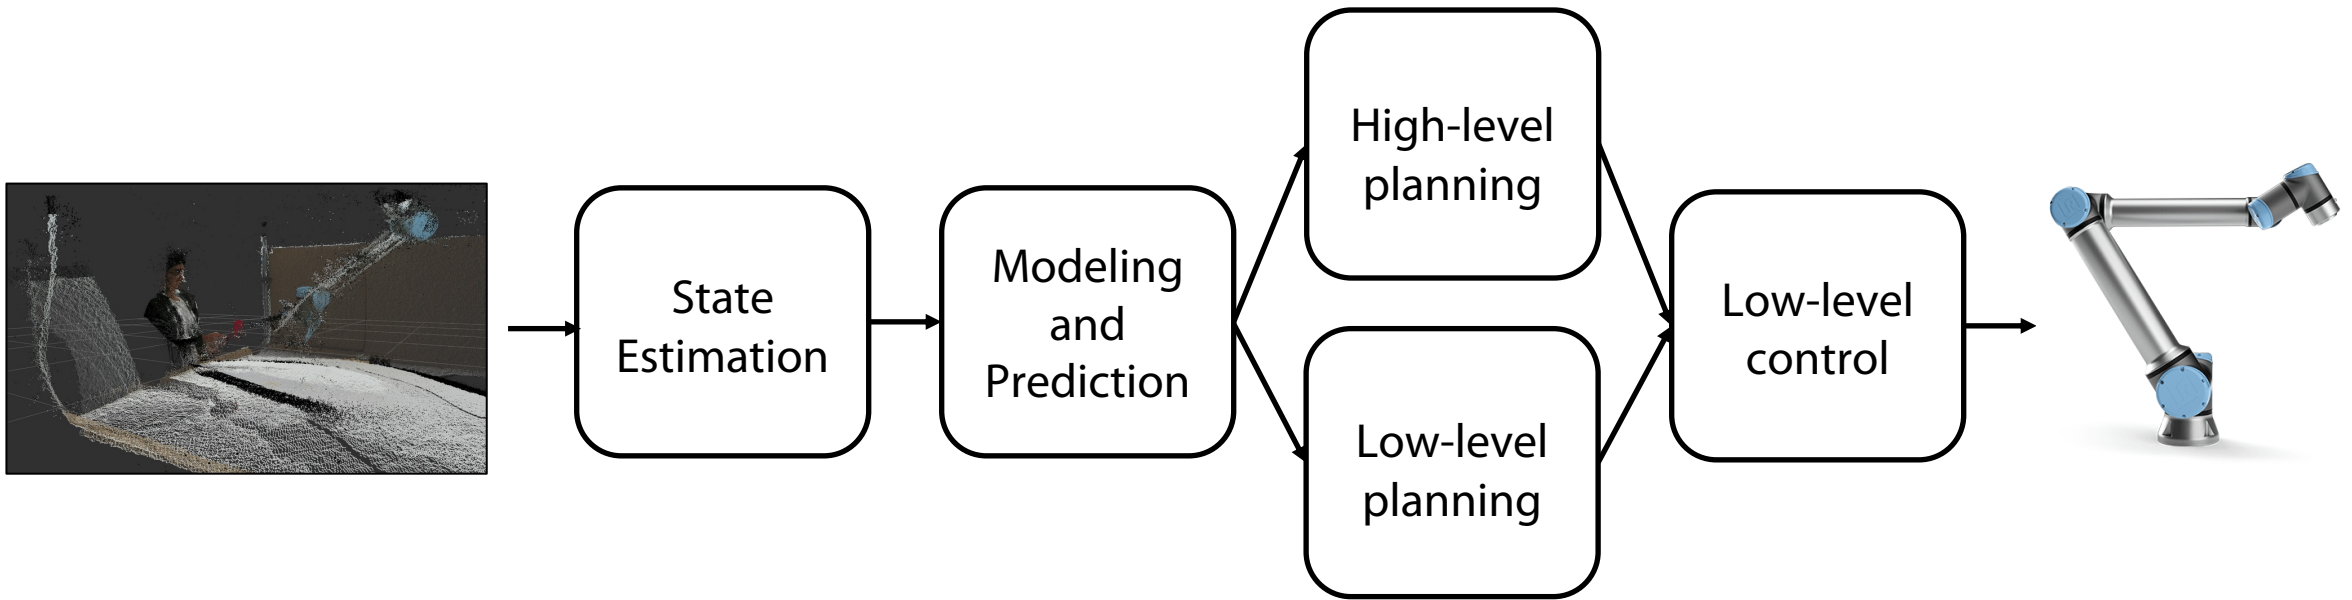 State
Estimation
Modeling
and
Prediction
High-level
planning
Low-level
planning
Low-level
control